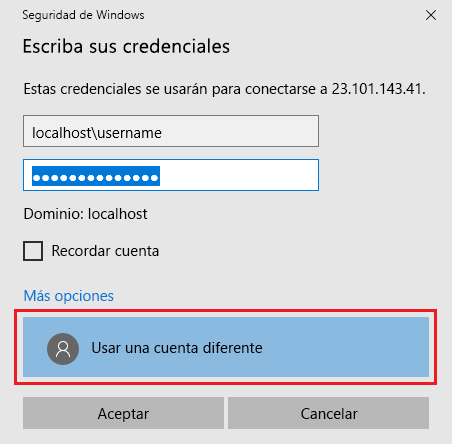 Seguridad de Windows
Escriba sus credenciales
Estas credenciales se usarán para conectarse a 23.101.143.41.
localhost\username
●●●●●●●●●●●●●●
Dominio: localhost
Recordar cuenta
Más opciones
Usar una cuenta diferente
Aceptar
Cancelar